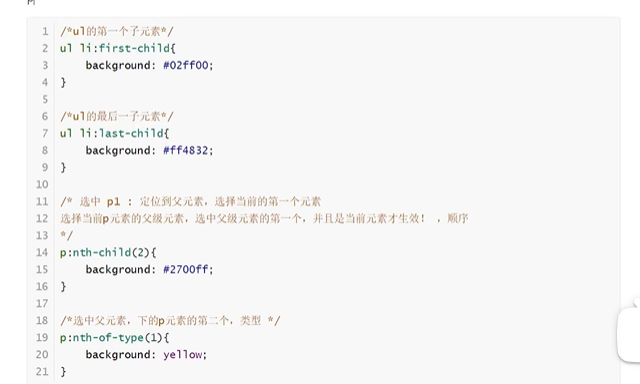 1 /*ul的第一个子元素*/
2 ul li:first-child{
3 background: #02ff00;
4 }
5
6 /*ul的最后一子元素*/
7 ul li:last-child{
8 background: #ff4832;
9 }
10
11 /* 选中 p1 : 定位到父元素，选择当前的第一个元素
12 选择当前p元素的父级元素，选中父级元素的第一个，并且是当前元素才生效！ ，顺序
13 */
14 p:nth-child(2){
15 background: #2700ff;
16 }
17
18 /*选中父元素，下的p元素的第二个，类型 */
19 p:nth-of-type(1){
20 background: yellow;
21 }